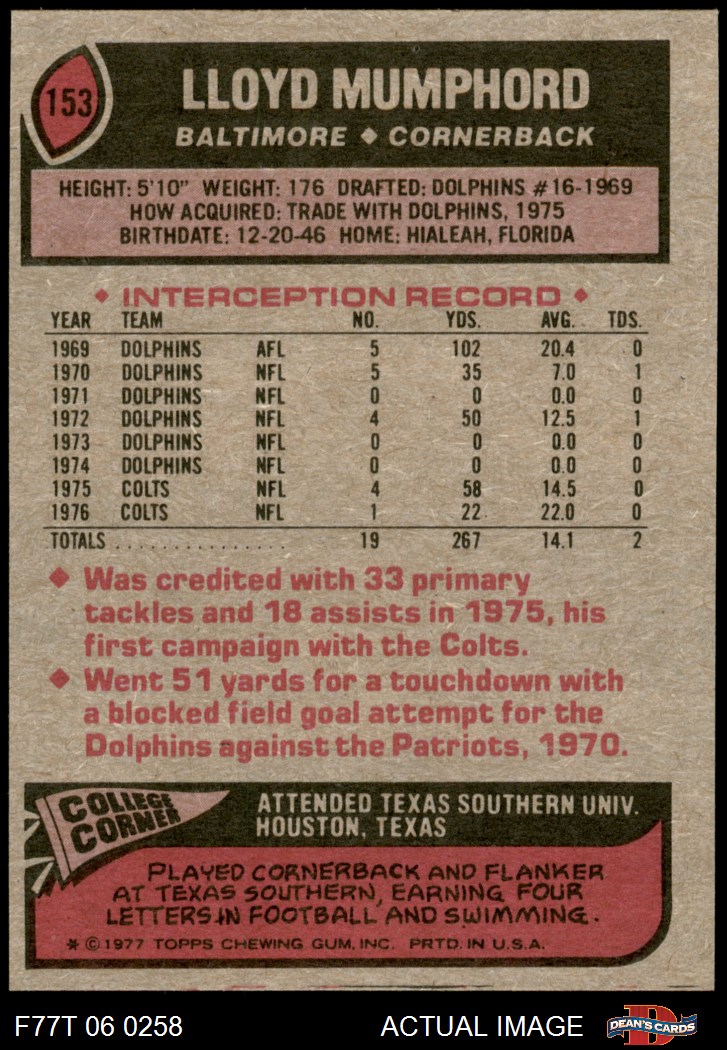 153
LLOYD MUMPHORD
BALTIMORE ◆ CORNERBACK
HEIGHT: 5'10" WEIGHT: 176 DRAFTED: DOLPHINS #16-1969
HOW ACQUIRED: TRADE WITH DOLPHINS, 1975
BIRTHDATE: 12-20-46 HOME: HIALEAH, FLORIDA
◆ INTERCEPTION RECORD ◆
YEAR TEAM NO. YDS. AVG. TDS.
1969 DOLPHINS AFL 5 102 20.4 0
1970 DOLPHINS NFL 5 35 7.0 1
1971 DOLPHINS NFL 0 0 0.0 0
1972 DOLPHINS NFL 4 50 12.5 1
1973 DOLPHINS NFL 0 0 0.0 0
1974 DOLPHINS NFL 0 0 0.0 0
1975 COLTS NFL 4 58 14.5 0
1976 COLTS NFL 1 22 22.0 0
TOTALS ................ 19 267 14.1 2
◆ Was credited with 33 primary
tackles and 18 assists in 1975, his
first campaign with the Colts.
◆ Went 51 yards for a touchdown with
a blocked field goal attempt for the
Dolphins against the Patriots, 1970.
COLLEGE
CORNER
ATTENDED TEXAS SOUTHERN UNIV.
HOUSTON, TEXAS
PLAYED CORNERBACK AND FLANKER
AT TEXAS SOUTHERN, EARNING FOUR
LETTERS IN FOOTBALL AND SWIMMING.
* © 1977 TOPPS CHEWING GUM, INC. PRTD. IN U.S.A.
F77T 06 0258 ACTUAL IMAGE D DEAN'S CARDS